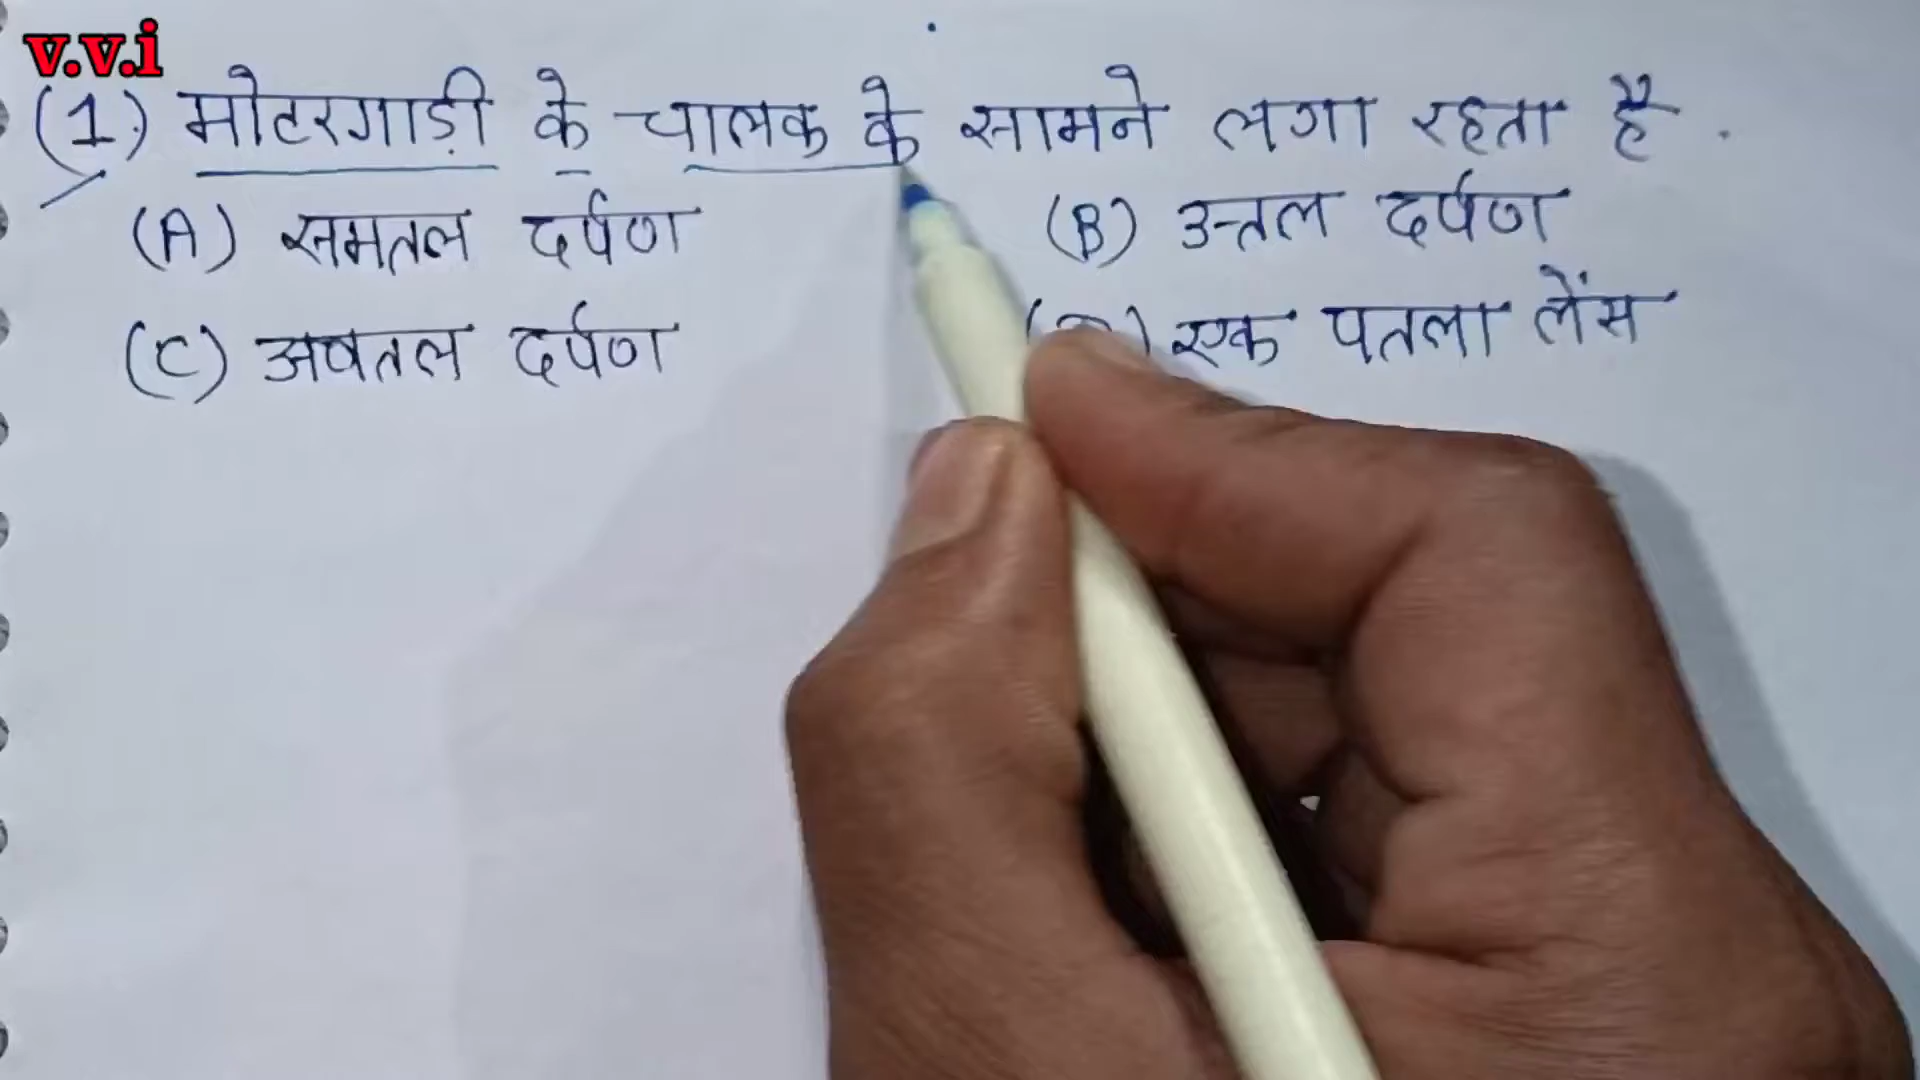 v.v.i
(1) मोटरगाड़ी के चालक के सामने लगा रहता है.
(A) समतल दर्पण (B) उत्तल दर्पण
(C) अवतल दर्पण एक पतला लेंस